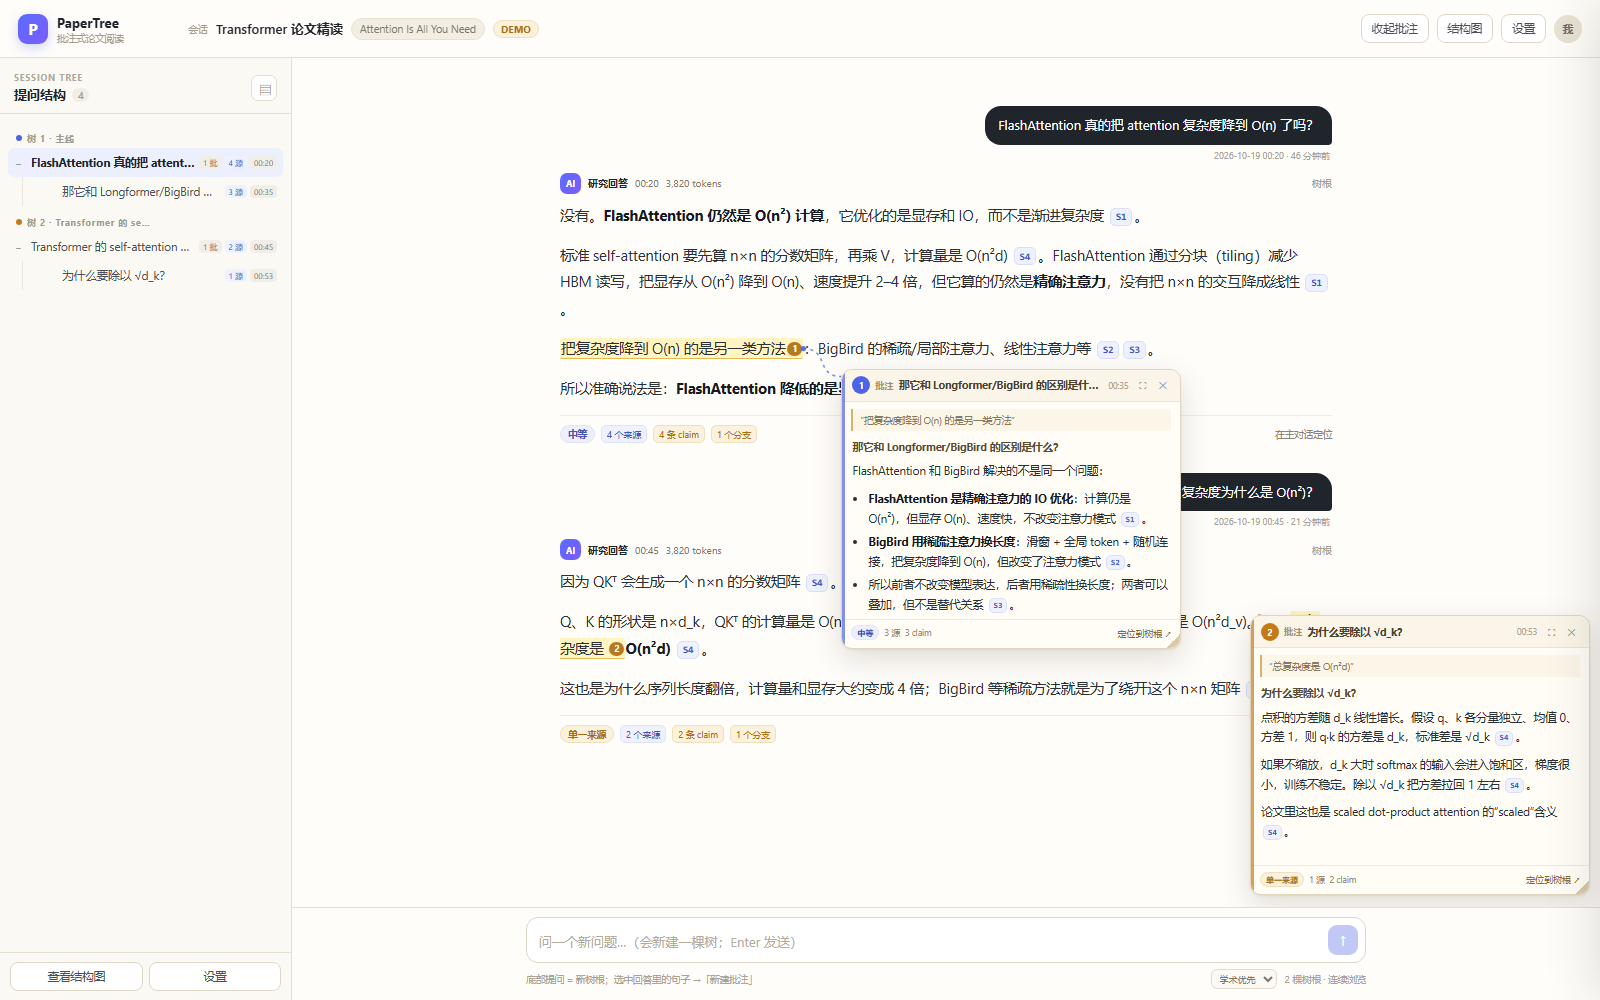 P
PaperTree
批注式论文阅读
会话 Transformer 论文精读 Attention Is All You Need DEMO
收起批注 结构图 设置 我
SESSION TREE
提问结构 4
树 1 · 主线
– FlashAttention 真的把 attent... 1 批 4 源 00:20
那它和 Longformer/BigBird ... 3 源 00:35
树 2 · Transformer 的 se...
– Transformer 的 self-attention ... 1 批 2 源 00:45
为什么要除以 √d_k? 1 源 00:53
查看结构图 设置
FlashAttention 真的把 attention 复杂度降到 O(n) 了吗?
2026-10-19 00:20 · 46 分钟前
AI 研究回答 00:20 3,820 tokens 树根
没有。FlashAttention 仍然是 O(n²) 计算，它优化的是显存和 IO，而不是渐进复杂度 S1 。
标准 self-attention 要先算 n×n 的分数矩阵，再乘 V，计算量是 O(n²d) S4 。FlashAttention 通过分块（tiling）减少
HBM 读写，把显存从 O(n²) 降到 O(n)、速度提升 2–4 倍，但它算的仍然是精确注意力，没有把 n×n 的交互降成线性 S1
。
把复杂度降到 O(n) 的是另一类方法 1 ：BigBird 的稀疏/局部注意力、线性注意力等 S2 S3 。
所以准确说法是：FlashAttention 降低的是
中等 4 个来源 4 条 claim 1 个分支 在主对话定位
复杂度为什么是 O(n²)?
2026-10-19 00:45 · 21 分钟前
AI 研究回答 00:45 3,820 tokens 树根
因为 QKᵀ 会生成一个 n×n 的分数矩阵 S4 。
Q、K 的形状是 n×d_k，QKᵀ 的计算量是 O(n 是 O(n²d_v)。
杂度是 2 O(n²d) S4 。
这也是为什么序列长度翻倍，计算量和显存大约变成 4 倍；BigBird 等稀疏方法就是为了绕开这个 n×n 矩阵
单一来源 2 个来源 2 条 claim 1 个分支
1 批注 那它和 Longformer/BigBird 的区别是什... 00:35
"把复杂度降到 O(n) 的是另一类方法"
那它和 Longformer/BigBird 的区别是什么?
FlashAttention 和 BigBird 解决的不是同一个问题：
• FlashAttention 是精确注意力的 IO 优化：计算仍是
O(n²)，但显存 O(n)、速度快，不改变注意力模式 S1 。
• BigBird 用稀疏注意力换长度：滑窗 + 全局 token + 随机连
接，把复杂度降到 O(n)，但改变了注意力模式 S2 。
• 所以前者不改变模型表达，后者用稀疏性换长度；两者可以
叠加，但不是替代关系 S3 。
中等 3 源 3 claim 定位到树根 ↗
2 批注 为什么要除以 √d_k? 00:53
"总复杂度是 O(n²d)"
为什么要除以 √d_k?
点积的方差随 d_k 线性增长。假设 q、k 各分量独立、均值 0、
方差 1，则 q·k 的方差是 d_k，标准差是 √d_k S4 。
如果不缩放，d_k 大时 softmax 的输入会进入饱和区，梯度很
小，训练不稳定。除以 √d_k 把方差拉回 1 左右 S4 。
论文里这也是 scaled dot-product attention 的"scaled"含义
S4 。
单一来源 1 源 2 claim 定位到树根 ↗
问一个新问题...（会新建一棵树；Enter 发送）
底部提问 = 新树根；选中回答里的句子 → 「新建批注」 学术优先 2 棵树根 · 连续浏览